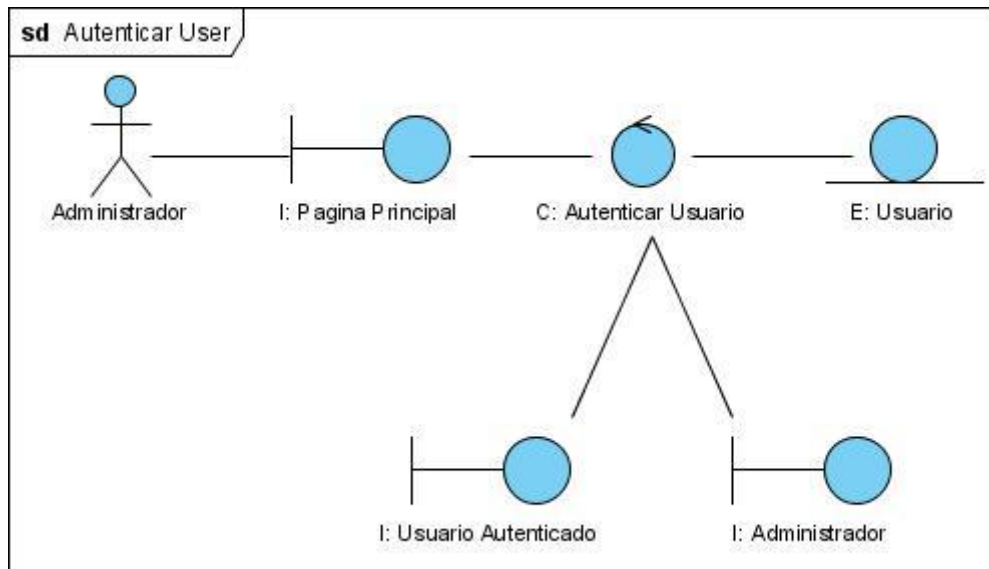 sd Autenticar User
Administrador
I: Pagina Principal
C: Autenticar Usuario
E: Usuario
I: Usuario Autenticado
I: Administrador